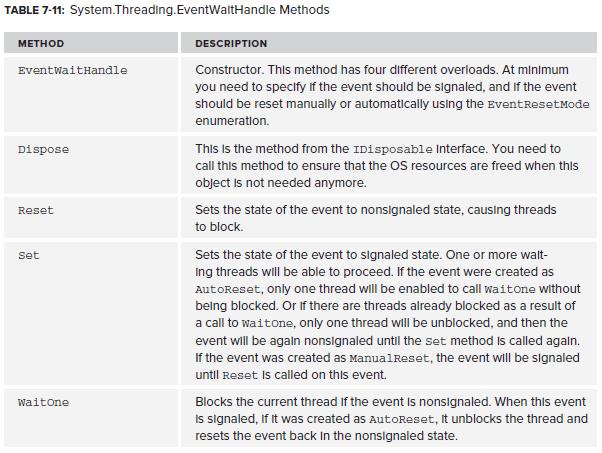 TABLE 7-11: System.Threading.EventWaitHandle Methods
METHOD DESCRIPTION
EventWaitHandle Constructor. This method has four different overloads. At minimum
you need to specify if the event should be signaled, and if the event
should be reset manually or automatically using the EventResetMode
enumeration.
Dispose This is the method from the IDisposable interface. You need to
call this method to ensure that the OS resources are freed when this
object is not needed anymore.
Reset Sets the state of the event to nonsignaled state, causing threads
to block.
Set Sets the state of the event to signaled state. One or more wait-
ing threads will be able to proceed. If the event were created as
AutoReset, only one thread will be enabled to call WaitOne without
being blocked. Or if there are threads already blocked as a result of
a call to WaitOne, only one thread will be unblocked, and then the
event will be again nonsignaled until the Set method is called again.
If the event was created as ManualReset, the event will be signaled
until Reset is called on this event.
WaitOne Blocks the current thread if the event is nonsignaled. When this event
is signaled, if it was created as AutoReset, it unblocks the thread and
resets the event back in the nonsignaled state.